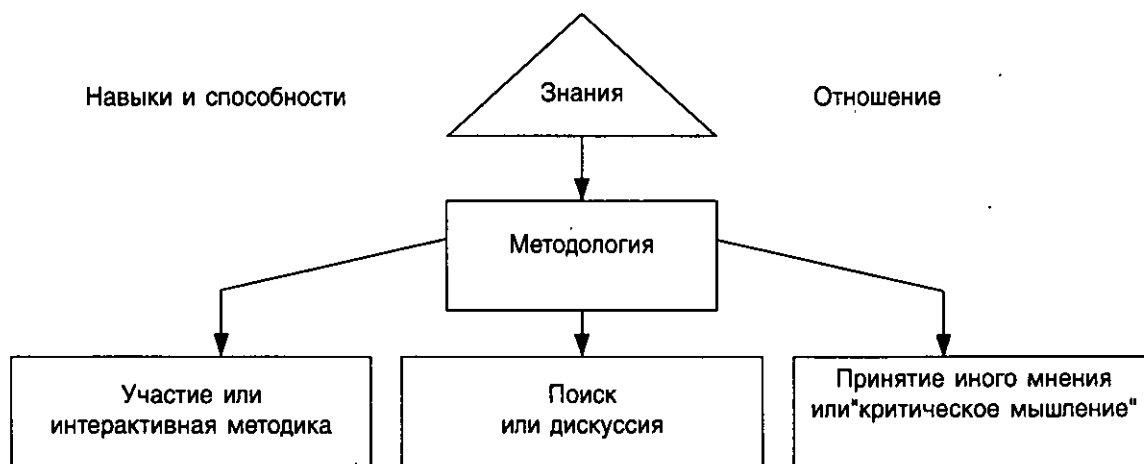 Навыки и способности
Знания
Отношение
Методология
Участие или
интерактивная методика
Поиск
или дискуссия
Принятие иного мнения
или"критическое мышление"